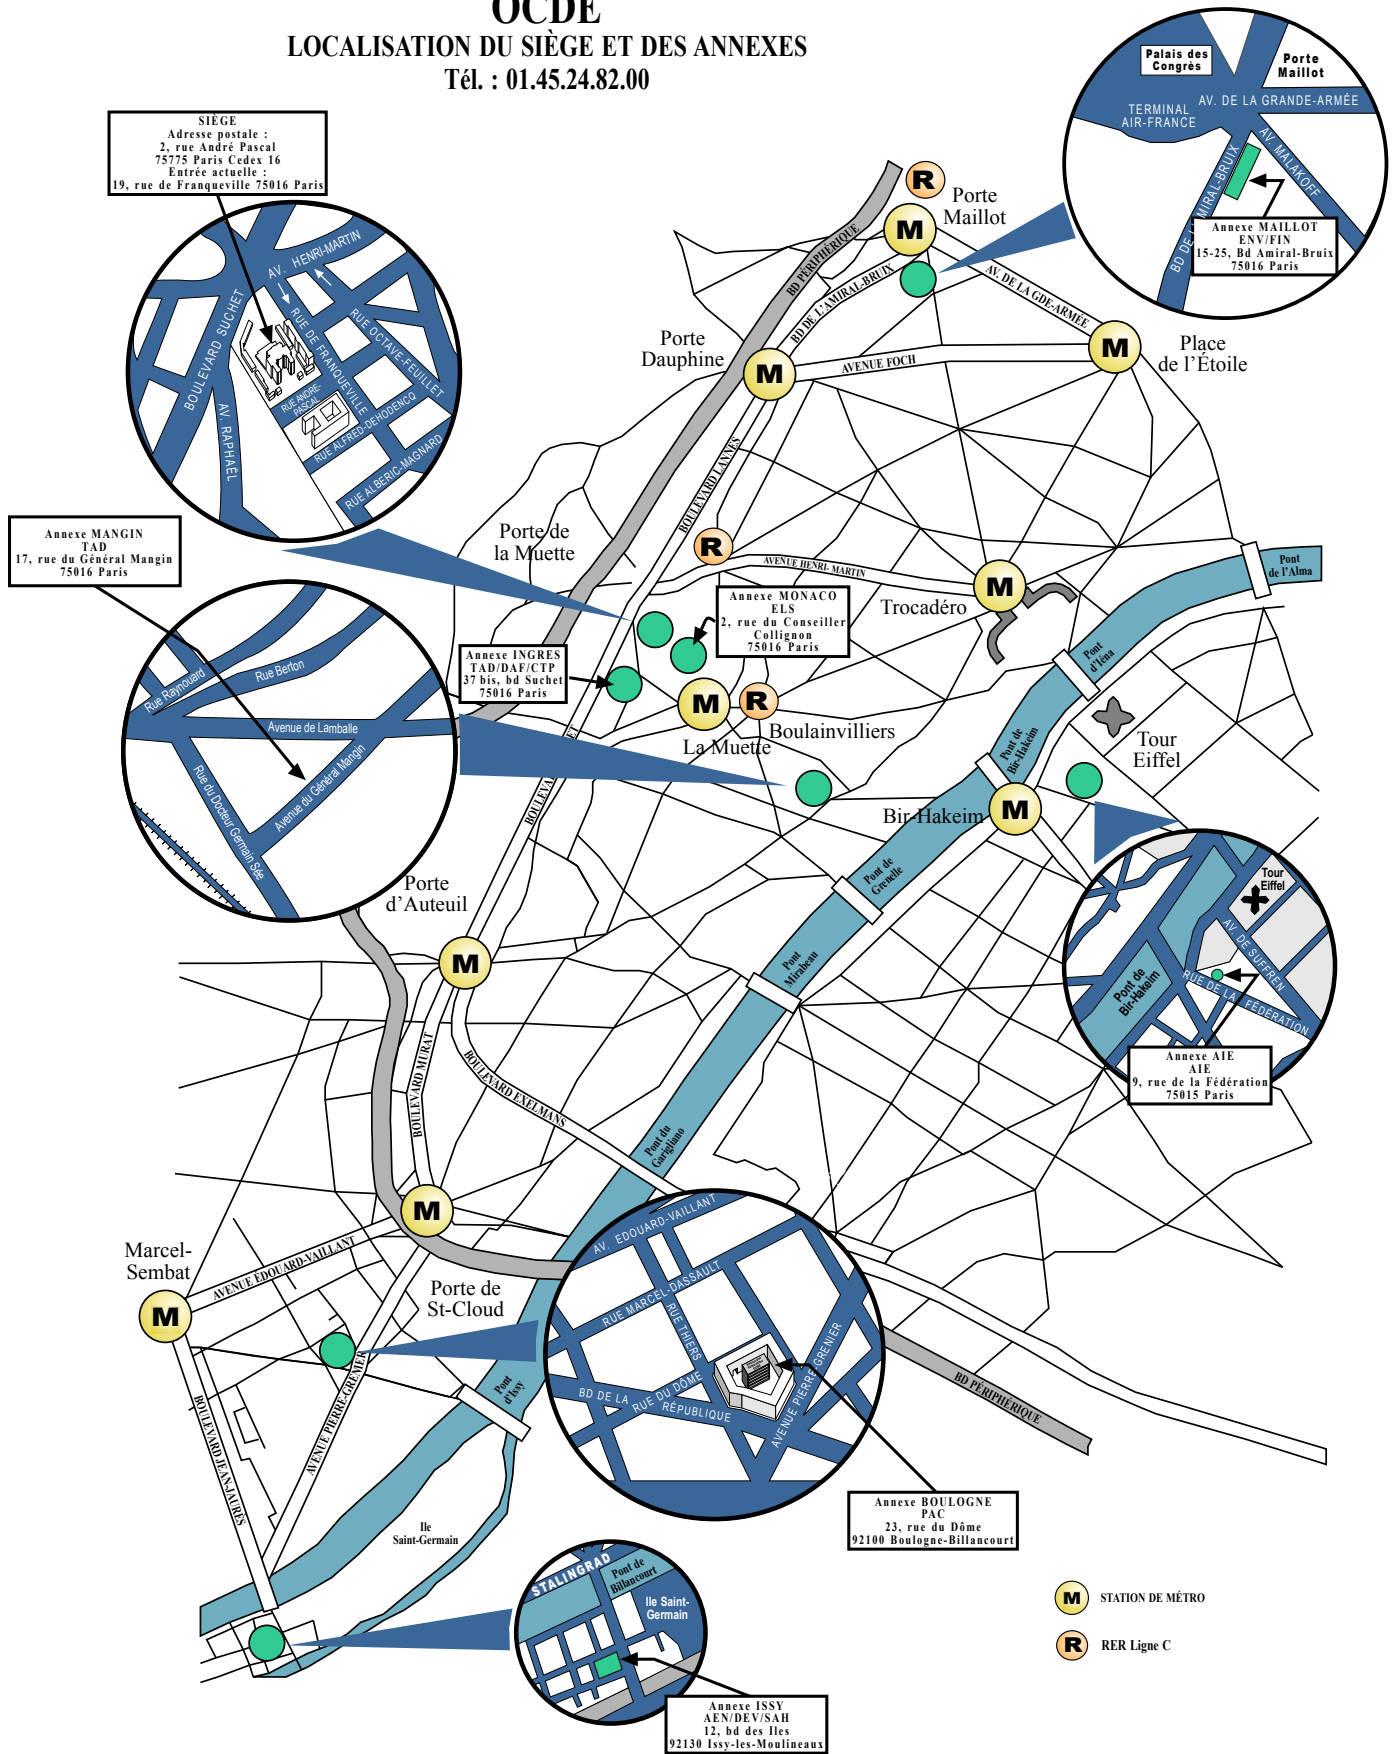 OCDE
LOCALISATION DU SIÈGE ET DES ANNEXES
Tél. : 01.45.24.82.00
SIÈGE
Adresse postale :
2, rue André Pascal
75775 Paris Cedex 16
Entrée actuelle :
19, rue de Franqueville 75016 Paris
AV. HENRI-MARTIN
BOULEVARD SUCHET
RUE DE FRANQUEVILLE
RUE OCTAVE-FEUILLET
AV. RAPHAËL
RUE ANDRÉ-
PASCAL
RUE ALFRED-DEHODENCQ
RUE ALBERIC-MAGNARD
Palais des
Congrès
Porte
Maillot
TERMINAL
AIR-FRANCE
AV. DE LA GRANDE-ARMÉE
AV. MALAKOFF
BD DE L'AMIRAL-BRUIX
Annexe MAILLOT
ENV/FIN
15-25, Bd Amiral-Bruix
75016 Paris
R
Porte
Maillot
M
BD PÉRIPHÉRIQUE
BD DE L'AMIRAL-BRUIX
AV. DE LA GDE-ARMÉE
Porte
Dauphine
M
AVENUE FOCH
M
Place
de l'Étoile
BOULEVARD LANNES
Porte de
la Muette
R
AVENUE HENRI- MARTIN
Trocadéro
M
Pont
de l'Alma
Annexe MANGIN
TAD
17, rue du Général Mangin
75016 Paris
Rue Raynouard
Rue Berton
Avenue de Lamballe
Rue du Docteur Germain Sée
Avenue du Général Mangin
Annexe MONACO
ELS
2, rue du Conseiller
Collignon
75016 Paris
Annexe INGRES
TAD/DAF/CTP
37 bis, bd Suchet
75016 Paris
M
R
La Muette
Boulainvilliers
Pont
d'Iéna
Pont de
Bir-Hakeim
Tour
Eiffel
Bir-Hakeim
M
Pont de
Grenelle
Porte
d'Auteuil
M
Pont
Mirabeau
Tour
Eiffel
AV. DE SUFFREN
Pont de
Bir-Hakeim
RUE DE LA FÉDÉRATION
Annexe AIE
AIE
9, rue de la Fédération
75015 Paris
BOULEVARD MURAT
BOULEVARD EXELMANS
Pont du
Garigliano
M
Marcel-
Sembat
AVENUE ÉDOUARD-VAILLANT
M
Porte de
St-Cloud
AV. EDOUARD-VAILLANT
RUE MARCEL-DASSAULT
RUE THIERS
RUE DU DÔME
BD DE LA RÉPUBLIQUE
AVENUE PIERRE GRENIER
BOULEVARD JEAN-JAURÈS
AVENUE PIERRE-GRENIER
Pont
d'Issy
BD PÉRIPHÉRIQUE
Annexe BOULOGNE
PAC
23, rue du Dôme
92100 Boulogne-Billancourt
Ile
Saint-Germain
STALINGRAD
Pont de
Billancourt
Ile Saint-
Germain
Annexe ISSY
AEN/DEV/SAH
12, bd des Iles
92130 Issy-les-Moulineaux
M STATION DE MÉTRO
R RER Ligne C